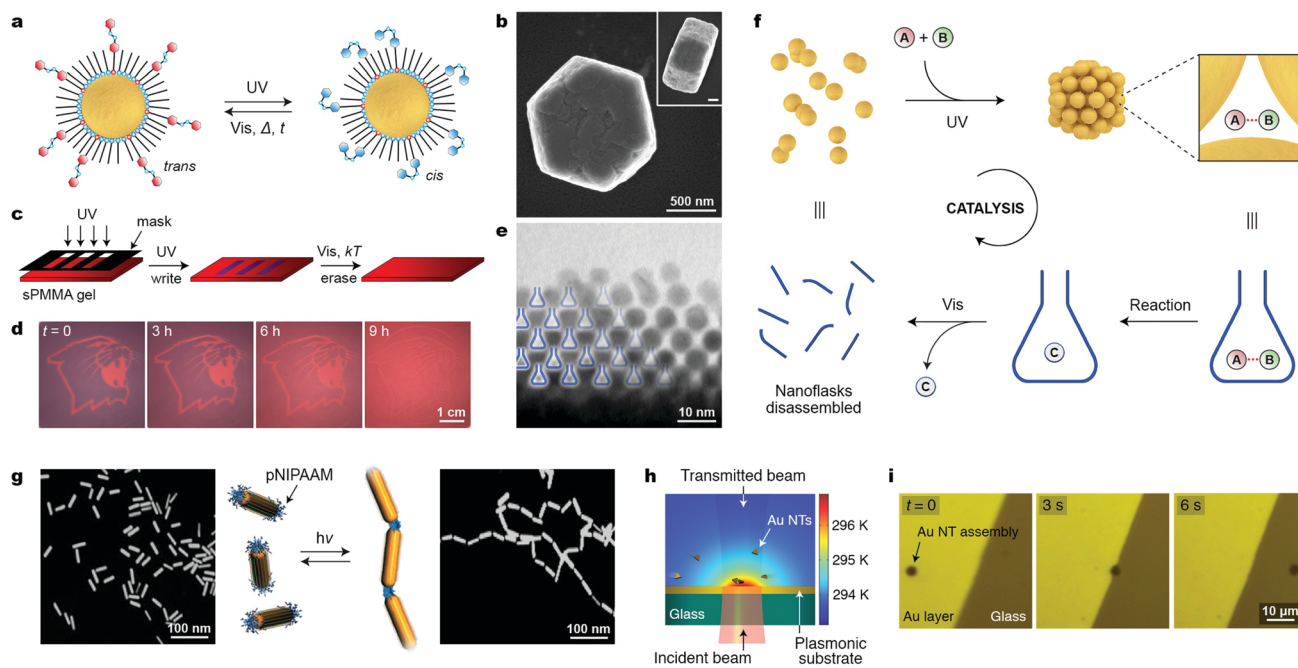 a
UV
Vis, Δ, t
trans
cis
b
500 nm
c
UV
mask
sPMMA gel
UV
write
Vis, kT
erase
d
t = 0
3 h
6 h
9 h
1 cm
e
10 nm
f
A + B
UV
A B
CATALYSIS
Nanoflasks
disassembled
Vis
C
C
Reaction
A B
g
100 nm
pNIPAAM
hν
100 nm
h
Transmitted beam
Au NTs
Glass
296 K
295 K
294 K
Incident beam
Plasmonic
substrate
i
t = 0
Au NT assembly
Au layer
Glass
3 s
6 s
10 µm